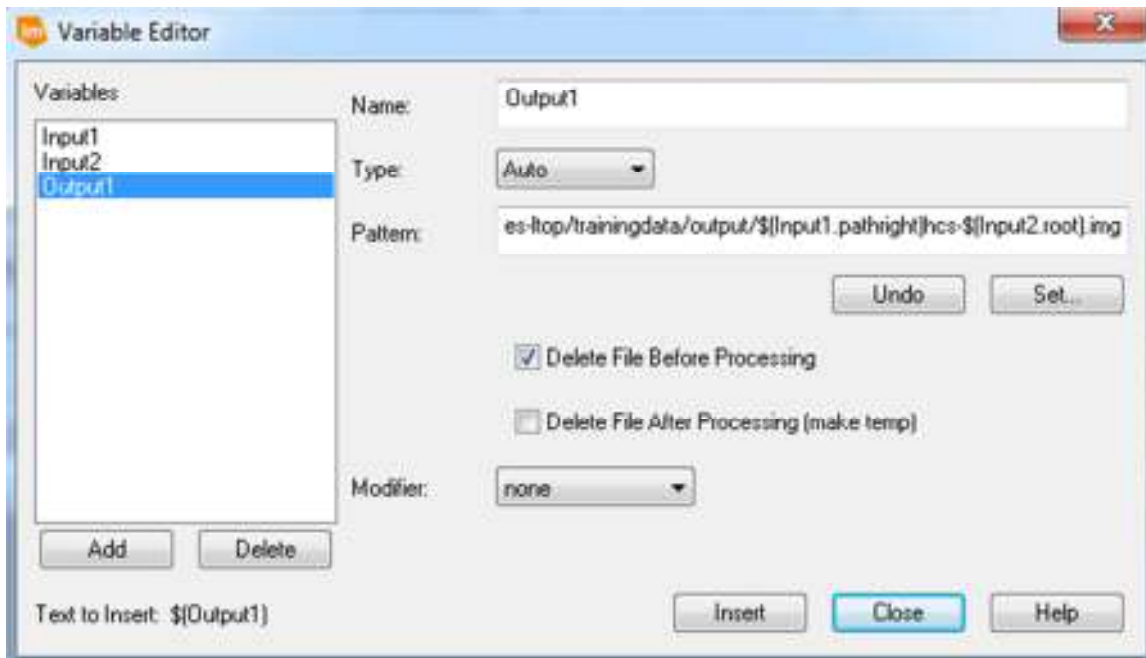 Variable Editor
Variables
Input1
Input2
Output1
Name: Output1
Type: Auto
Pattern: es-ltop/trainingdata/output/$(Input1.pathright)hcs-$(Input2.root).img
Undo Set...
Delete File Before Processing
Delete File After Processing (make temp)
Modifier: none
Add Delete
Text to Insert: $(Output1)
Insert Close Help